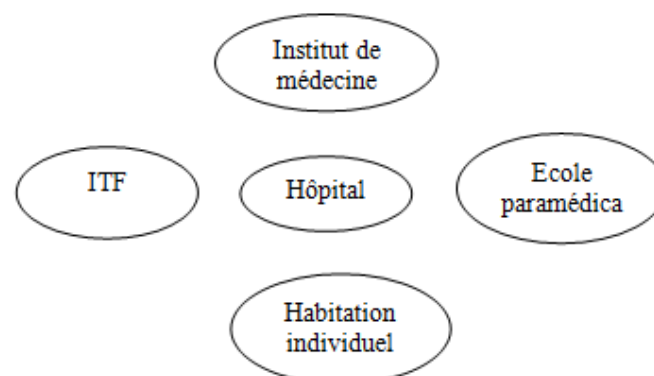 Institut de
médecine
ITF
Hôpital
Ecole
paramédica
Habitation
individuel